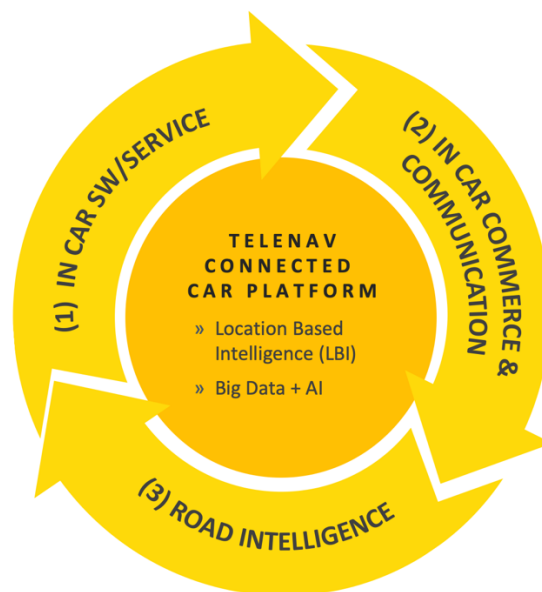 (1) IN CAR SW/SERVICE
(2) IN CAR COMMERCE &
COMMUNICATION
TELENAV
CONNECTED
CAR PLATFORM
» Location Based
Intelligence (LBI)
» Big Data + AI
(3) ROAD INTELLIGENCE